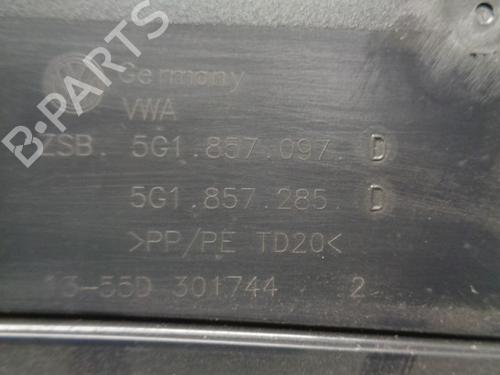 Germany
VWA
ZSB. 5G1.857.097. D
5G1.857.285. D
>PP/PE TD20<
13-55D 301744 2
B-PARTS